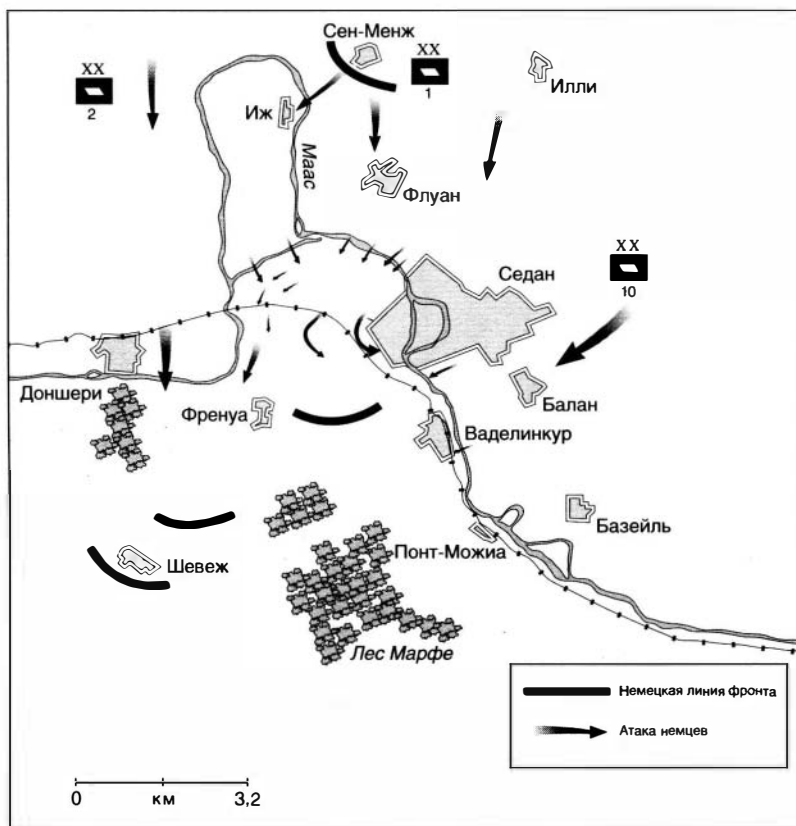 Сен-Менж
XX
2
XX
1
Илли
Иж
Маас
Флуан
Седан
XX
10
Доншери
Френуа
Балан
Ваделинкур
Базейль
Шевеж
Понт-Можиа
Лес Марфе
Немецкая линия фронта
Атака немцев
0 км 3,2